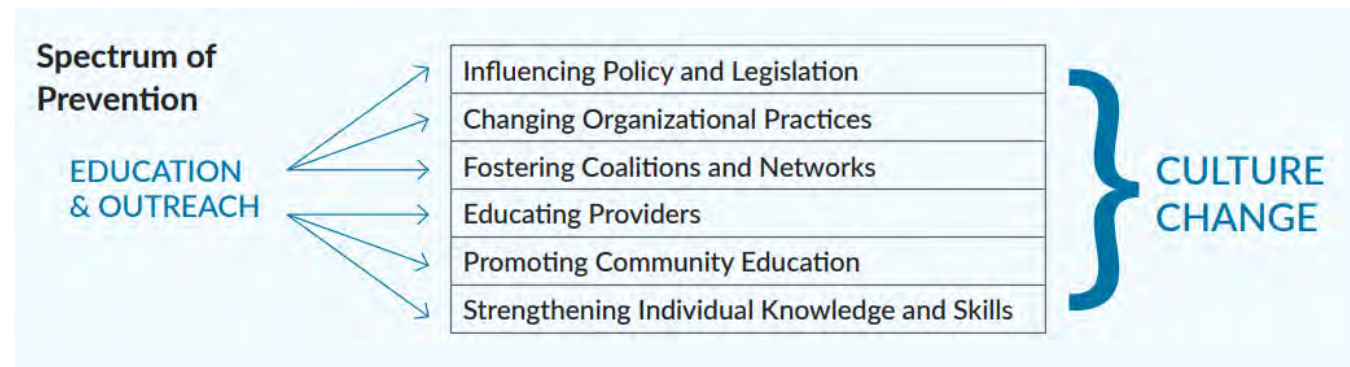 Spectrum of
Prevention
EDUCATION
& OUTREACH
Influencing Policy and Legislation
Changing Organizational Practices
Fostering Coalitions and Networks
Educating Providers
Promoting Community Education
Strengthening Individual Knowledge and Skills
CULTURE
CHANGE